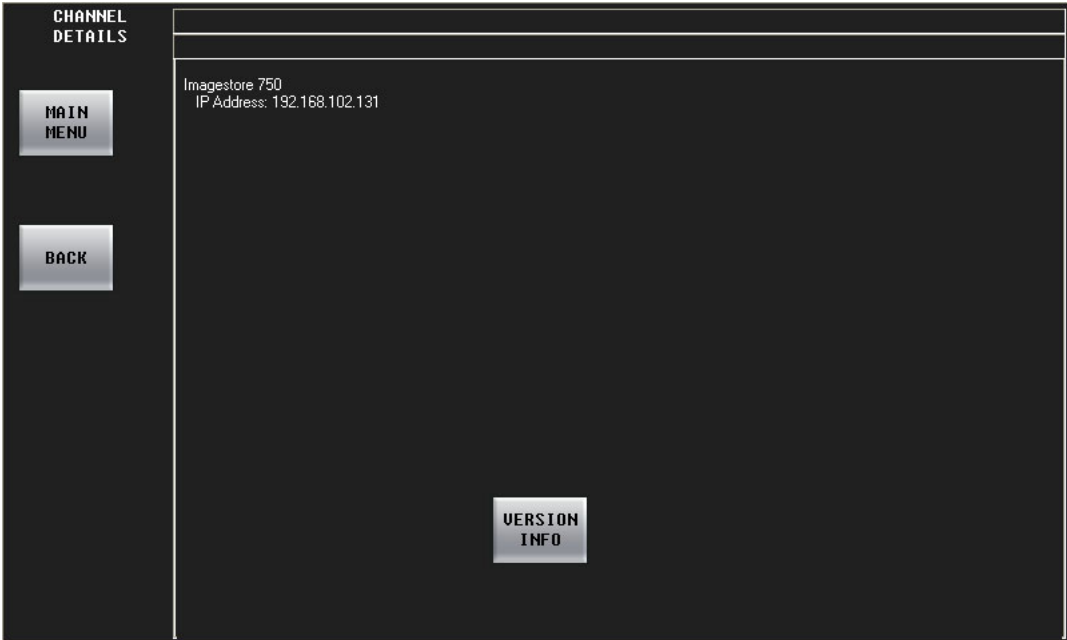 CHANNEL
DETAILS
Imagestore 750
IP Address: 192.168.102.131
MAIN
MENU
BACK
VERSION
INFO